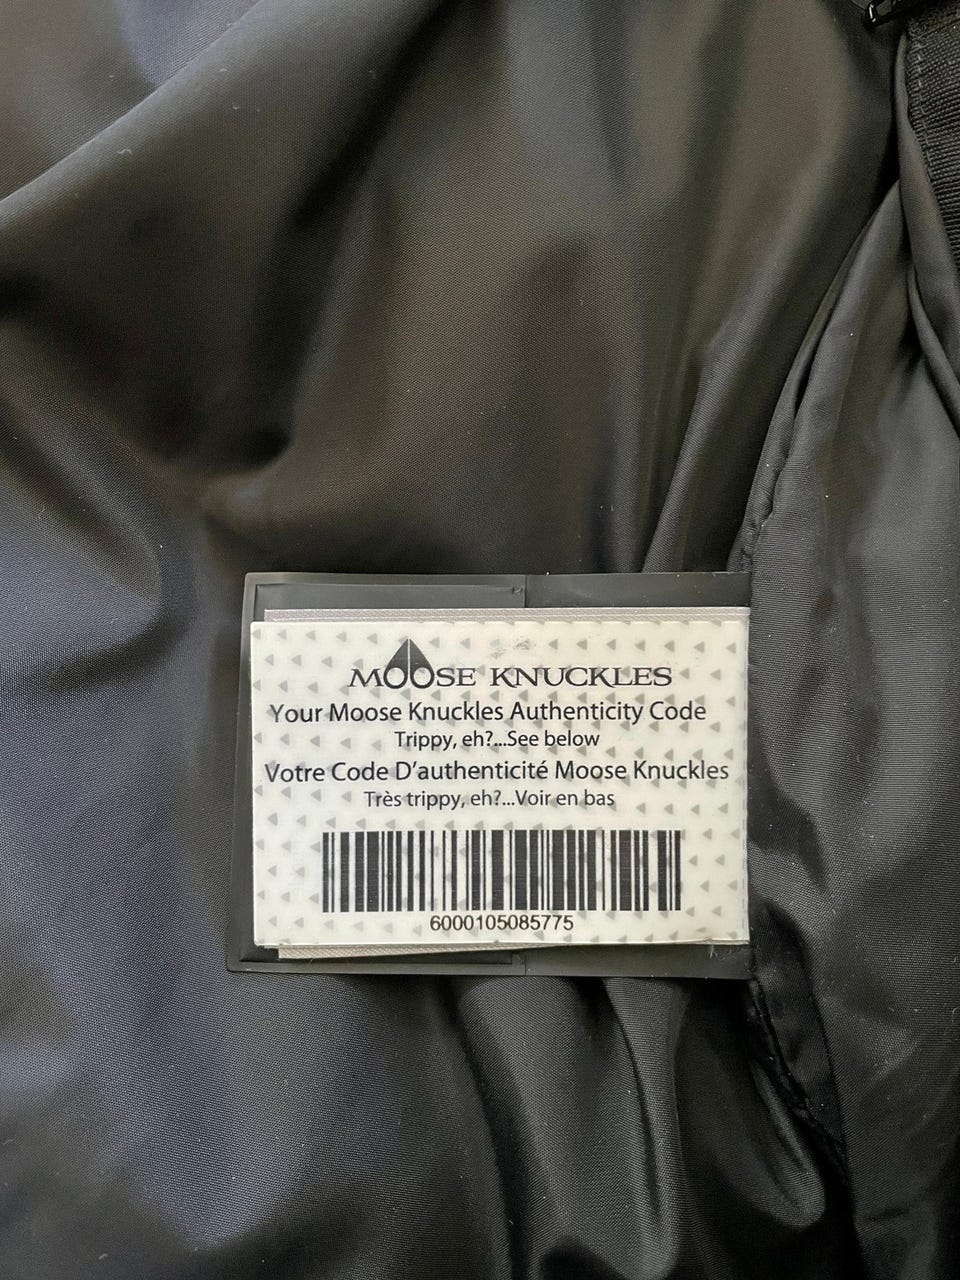 MOOSE KNUCKLES
Your Moose Knuckles Authenticity Code
Trippy, eh?...See below
Votre Code D'authenticité Moose Knuckles
Très trippy, eh?...Voir en bas
6000105085775